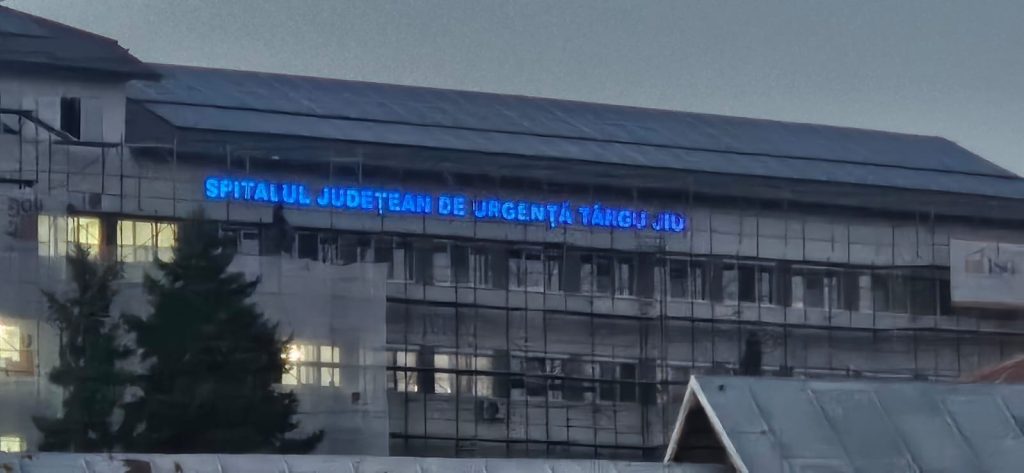 SPITALUL JUDEȚEAN DE URGENȚĂ TÂRGU JIU